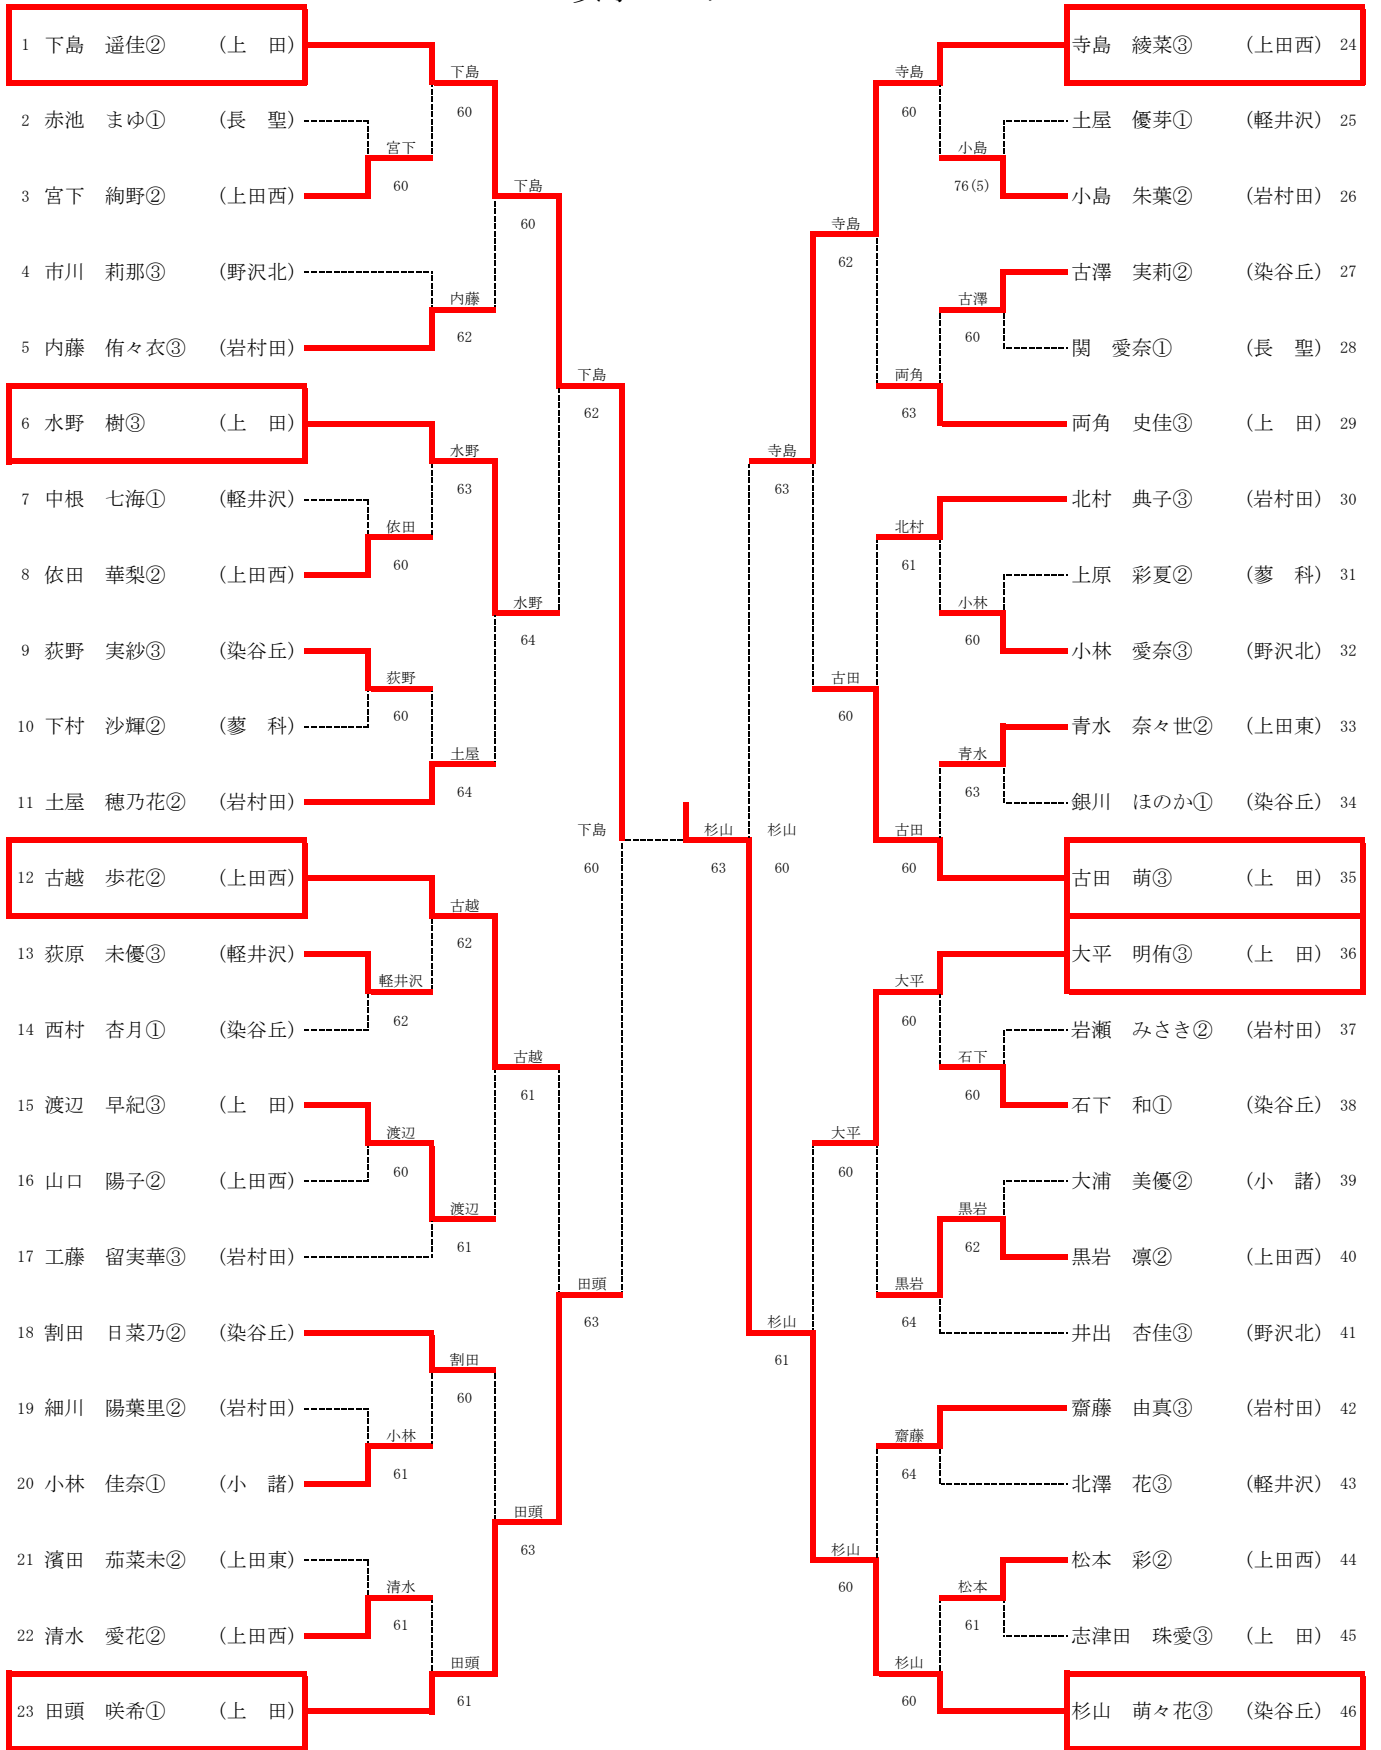 1 下島 遥佳② (上 田)
2 赤池 まゆ① (長 聖)
3 宮下 絢野② (上田西)
4 市川 莉那③ (野沢北)
5 内藤 侑々衣③ (岩村田)
6 水野 樹③ (上 田)
7 中根 七海① (軽井沢)
8 依田 華梨② (上田西)
9 荻野 実紗③ (染谷丘)
10 下村 沙輝② (蓼 科)
11 土屋 穂乃花② (岩村田)
12 古越 歩花② (上田西)
13 荻原 未優③ (軽井沢)
14 西村 杏月① (染谷丘)
15 渡辺 早紀③ (上 田)
16 山口 陽子② (上田西)
17 工藤 留実華③ (岩村田)
18 割田 日菜乃② (染谷丘)
19 細川 陽葉里② (岩村田)
20 小林 佳奈① (小 諸)
21 濱田 茄菜未② (上田東)
22 清水 愛花② (上田西)
23 田頭 咲希① (上 田)
宮下
60
依田
60
荻野
60
軽井沢
62
渡辺
60
小林
61
清水
61
下島
60
内藤
62
水野
63
土屋
64
古越
62
渡辺
61
割田
60
田頭
61
下島
60
水野
64
古越
61
田頭
63
下島
62
田頭
63
下島
60
杉山
63
杉山
60
寺島
63
杉山
61
寺島
62
古田
60
大平
60
杉山
60
寺島
60
両角
63
北村
61
古田
60
大平
60
黒岩
64
齋藤
64
杉山
60
小島
76(5)
古澤
60
小林
60
青水
63
石下
60
黒岩
62
松本
61
寺島 綾菜③ (上田西) 24
土屋 優芽① (軽井沢) 25
小島 朱葉② (岩村田) 26
古澤 実莉② (染谷丘) 27
関 愛奈① (長 聖) 28
両角 史佳③ (上 田) 29
北村 典子③ (岩村田) 30
上原 彩夏② (蓼 科) 31
小林 愛奈③ (野沢北) 32
青水 奈々世② (上田東) 33
銀川 ほのか① (染谷丘) 34
古田 萌③ (上 田) 35
大平 明侑③ (上 田) 36
岩瀬 みさき② (岩村田) 37
石下 和① (染谷丘) 38
大浦 美優② (小 諸) 39
黒岩 凛② (上田西) 40
井出 杏佳③ (野沢北) 41
齋藤 由真③ (岩村田) 42
北澤 花③ (軽井沢) 43
松本 彩② (上田西) 44
志津田 珠愛③ (上 田) 45
杉山 萌々花③ (染谷丘) 46